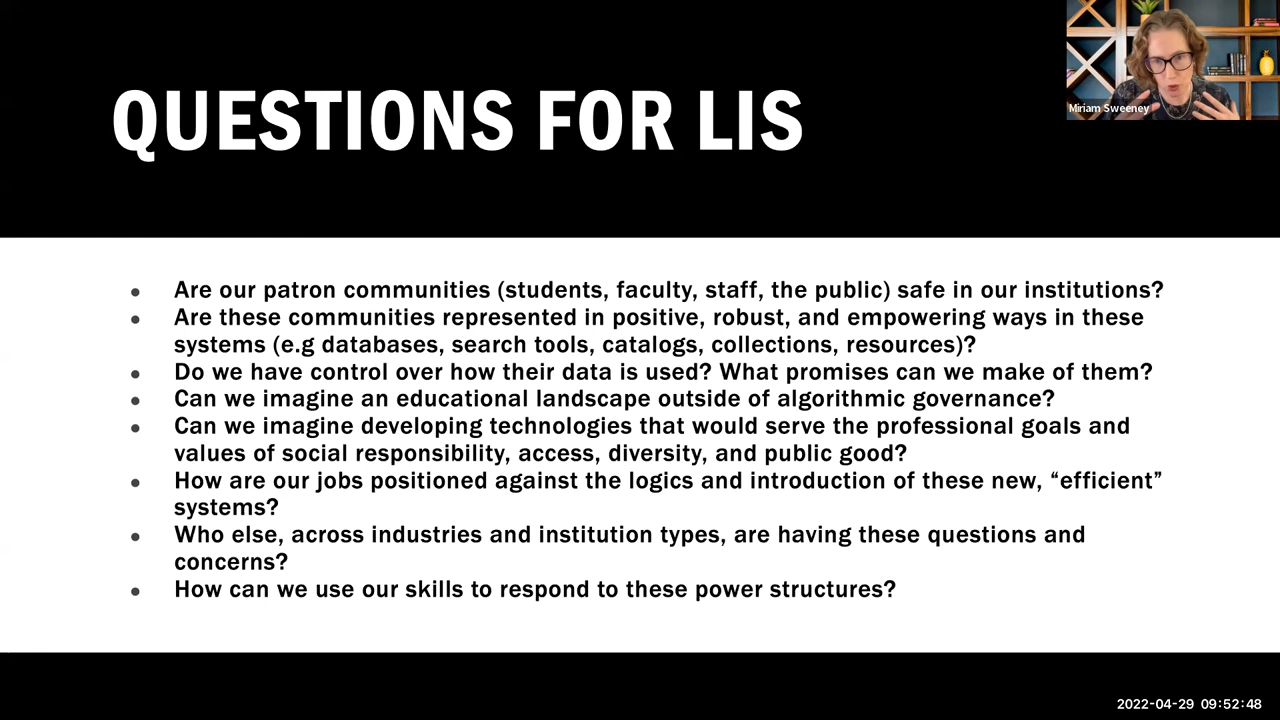 QUESTIONS FOR LIS
Miriam Sweeney
• Are our patron communities (students, faculty, staff, the public) safe in our institutions?
• Are these communities represented in positive, robust, and empowering ways in these
systems (e.g databases, search tools, catalogs, collections, resources)?
• Do we have control over how their data is used? What promises can we make of them?
• Can we imagine an educational landscape outside of algorithmic governance?
• Can we imagine developing technologies that would serve the professional goals and
values of social responsibility, access, diversity, and public good?
• How are our jobs positioned against the logics and introduction of these new, “efficient”
systems?
• Who else, across industries and institution types, are having these questions and
concerns?
• How can we use our skills to respond to these power structures?
2022-04-29 09:52:48